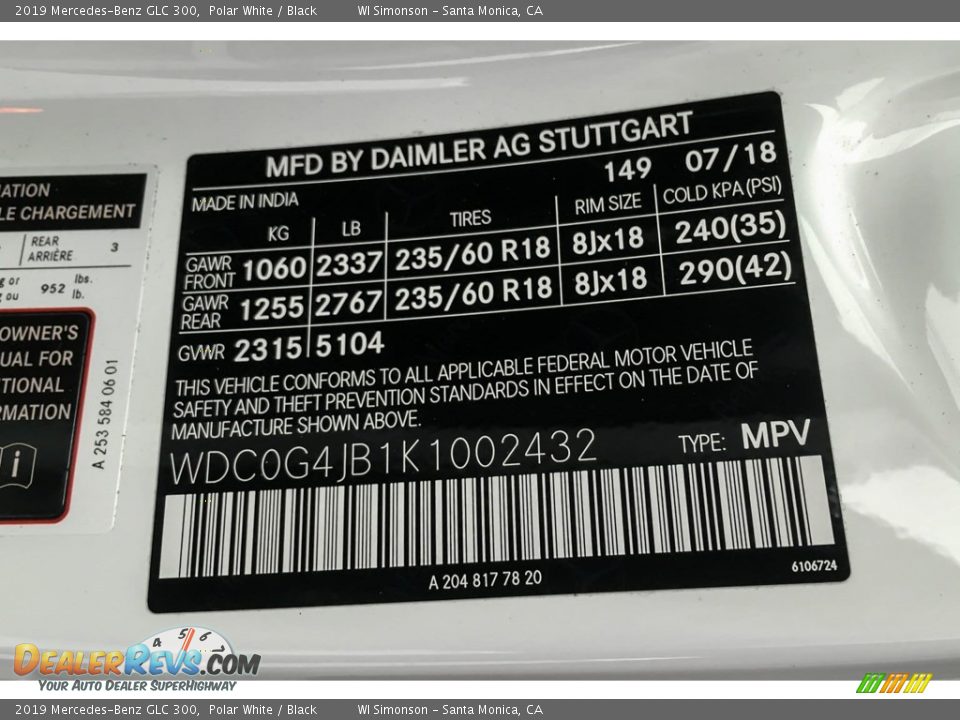 2019 Mercedes-Benz GLC 300, Polar White / Black WI Simonson - Santa Monica, CA
MFD BY DAIMLER AG STUTTGART
MADE IN INDIA 149 07/18
KG LB TIRES RIM SIZE COLD KPA (PSI)
GAWR FRONT 1060 2337 235/60 R18 8Jx18 240(35)
GAWR REAR 1255 2767 235/60 R18 8Jx18 290(42)
GVWR 2315 5104
THIS VEHICLE CONFORMS TO ALL APPLICABLE FEDERAL MOTOR VEHICLE
SAFETY AND THEFT PREVENTION STANDARDS IN EFFECT ON THE DATE OF
MANUFACTURE SHOWN ABOVE.
WDC0G4JB1K1002432 TYPE: MPV
A 204 817 78 20
6106724
CHARGEMENT
REAR 3
ARRIÈRE
or 952 lbs.
ou lb.
OWNER'S
FOR
A 253 584 06 01
i
4 5 6
DealerRevs.com
Your Auto Dealer SuperHighway
2019 Mercedes-Benz GLC 300, Polar White / Black WI Simonson - Santa Monica, CA